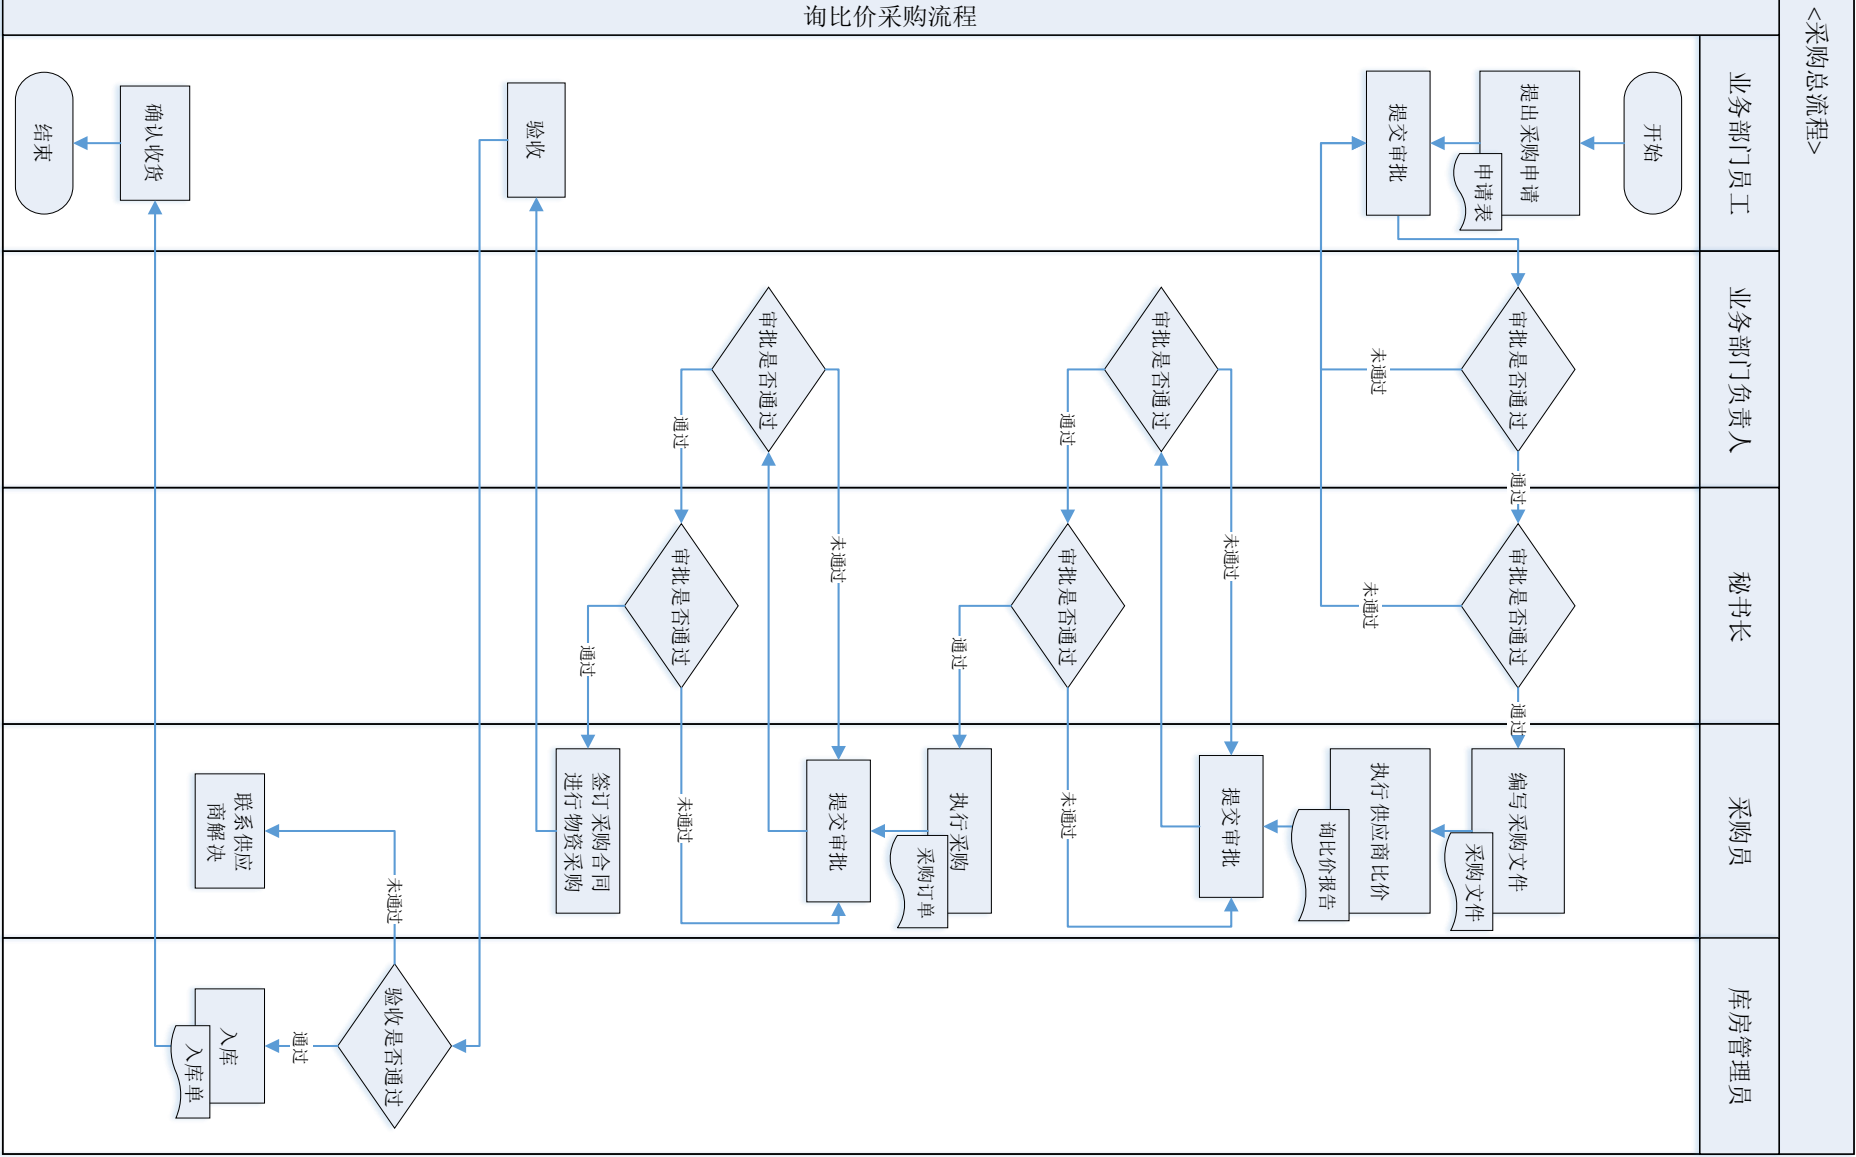 <采购总流程>
询比价采购流程
业务部门员工
业务部门负责人
秘书长
采购员
库房管理员
开始
提出采购申请
申请表
提交审批
审批是否通过
未通过
通过
审批是否通过
未通过
通过
编写采购文件
采购文件
执行供应商比价
询比价报告
提交审批
审批是否通过
未通过
通过
审批是否通过
未通过
通过
执行采购
采购订单
提交审批
审批是否通过
未通过
通过
审批是否通过
未通过
通过
签订采购合同
进行物资采购
验收
验收是否通过
未通过
联系供应
商解决
通过
入库
入库单
确认收货
结束